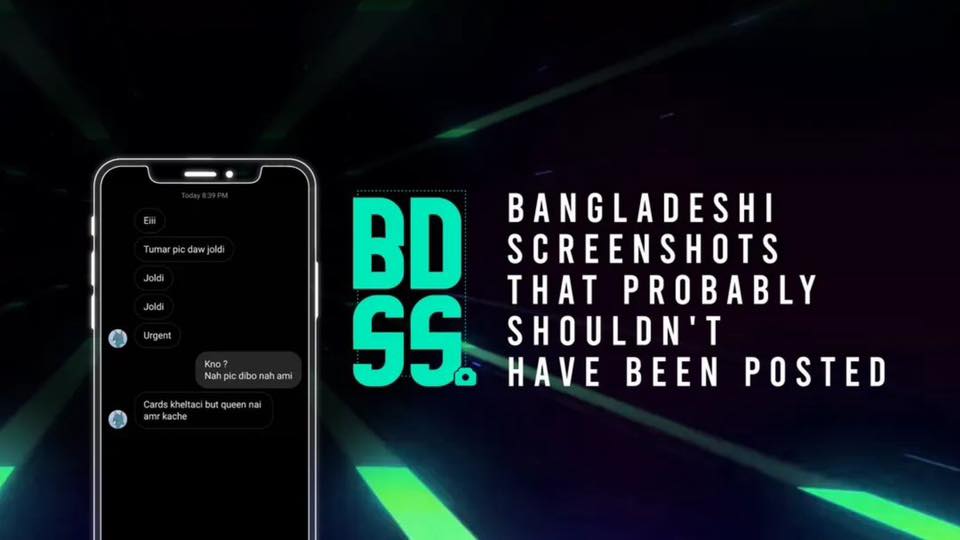 Today 8:39 PM
Eiii
Tumar pic daw joldi
Joldi
Joldi
Urgent
Kno ?
Nah pic dibo nah ami
Cards kheltaci but queen nai
amr kache
BD
SS
BANGLADESHI
SCREENSHOTS
THAT PROBABLY
SHOULDN'T
HAVE BEEN POSTED